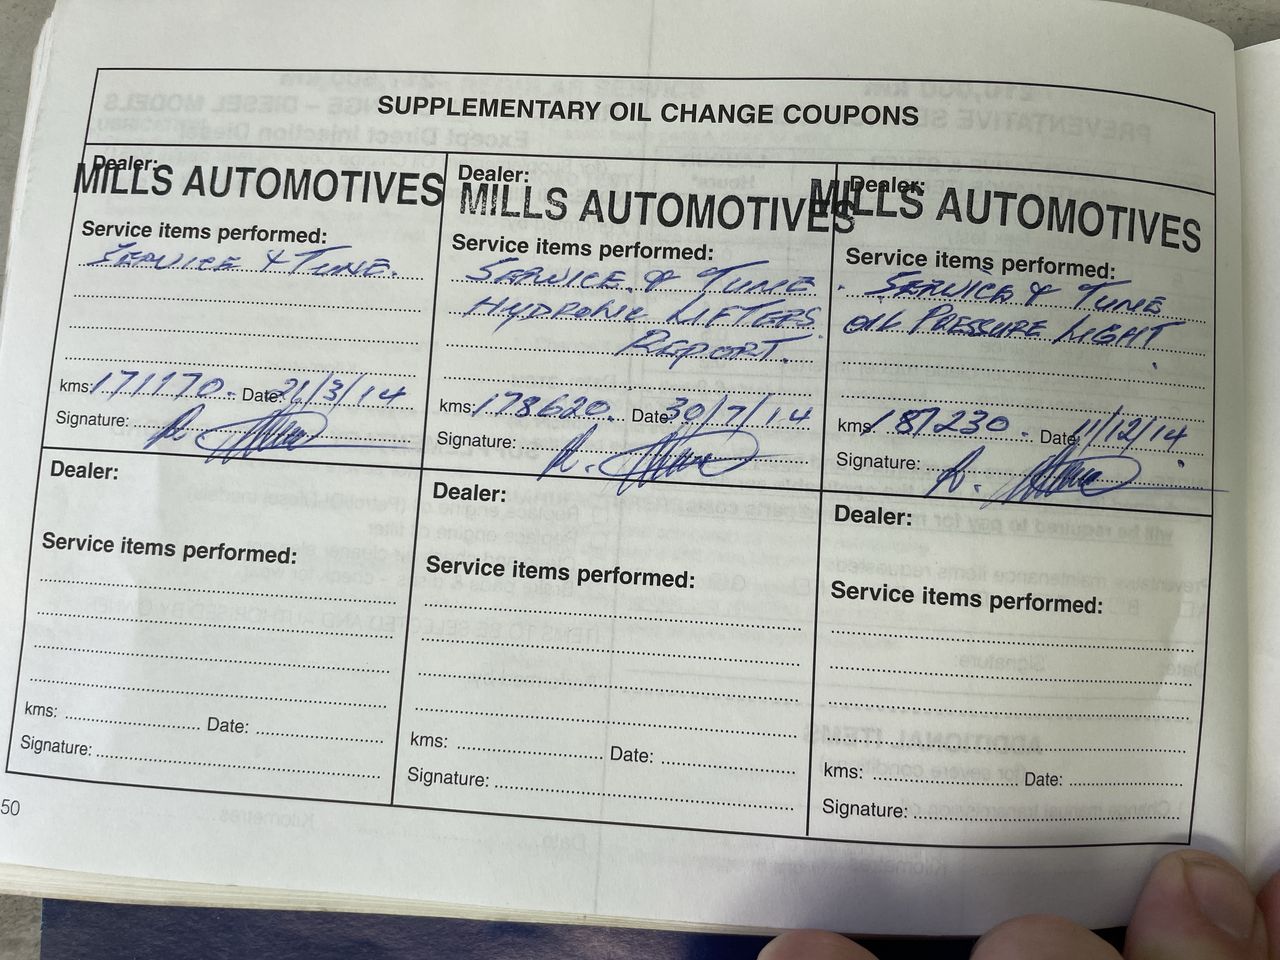 SUPPLEMENTARY OIL CHANGE COUPONS
Dealer:
MILLS AUTOMOTIVES
Service items performed:
SERVICE & TUNE.
kms: 171170. Date: 26/3/14
Signature:
Dealer:
MILLS AUTOMOTIVES
Service items performed:
SERVICE & TUNE
HYDROLIC LIFTERS
REPORT.
kms: 178620. Date: 30/7/14
Signature:
Dealer:
MILLS AUTOMOTIVES
Service items performed:
SERVICE & TUNE
OIL PRESSURE LIGHT
kms: 187230. Date: 11/12/14
Signature:
Dealer:
Service items performed:
kms: Date:
Signature:
Dealer:
Service items performed:
kms: Date:
Signature:
Dealer:
Service items performed:
kms: Date:
Signature:
50